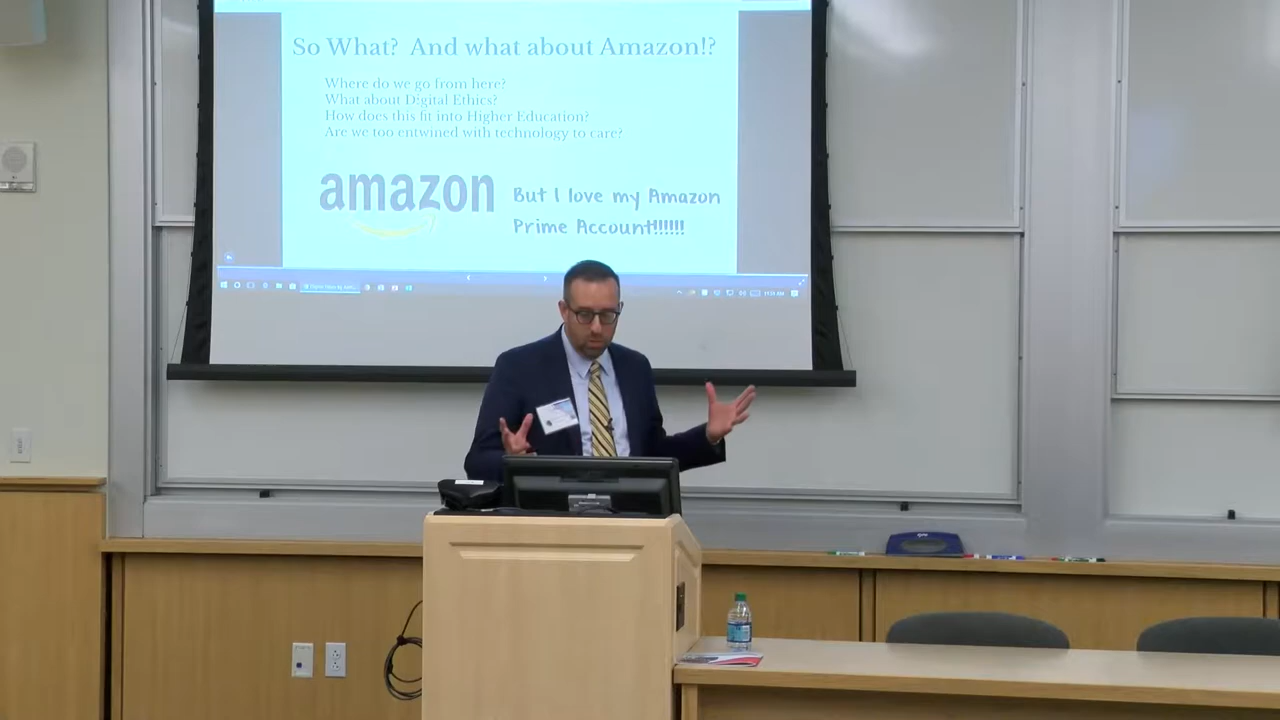 So What? And what about Amazon!?
Where do we go from here?
What about Digital Ethics?
How does this fit into Higher Education?
Are we too entwined with technology to care?
amazon
But I love my Amazon
Prime Account!!!!!!